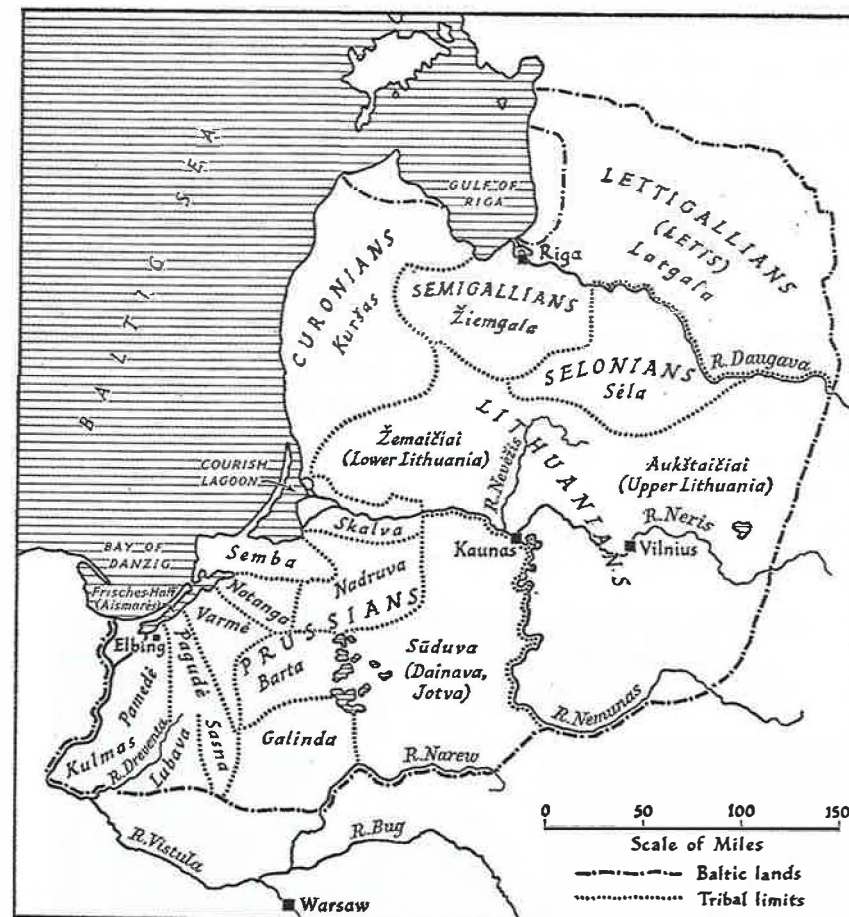 BALTIC SEA
GULF OF
RIGA
LETTIGALLIANS
(LETTS)
Latgala
Riga
CURONIANS
Kuršas
SEMIGALLIANS
Žiemgala
R. Daugava
SELONIANS
Sėla
LITHUANIANS
Žemaičiai
(Lower Lithuania)
R. Nevėžis
Aukštaičiai
(Upper Lithuania)
COURISH
LAGOON
R. Neris
Skalva
Kaunas
Vilnius
BAY OF
DANZIG
Semba
Nadruva
Frisches-Haff
(Aismarės)
Notanga
Varmė
PRUSSIANS
Elbing
Pagudė
Barta
Sūduva
(Dainava,
Jotva)
Pamedė
Sasna
Galinda
R. Nemunas
Kulmas
R. Dreventa
Lubava
R. Narew
R. Vistula
R. Bug
Warsaw
0 50 100 150
Scale of Miles
Baltic lands
Tribal limits